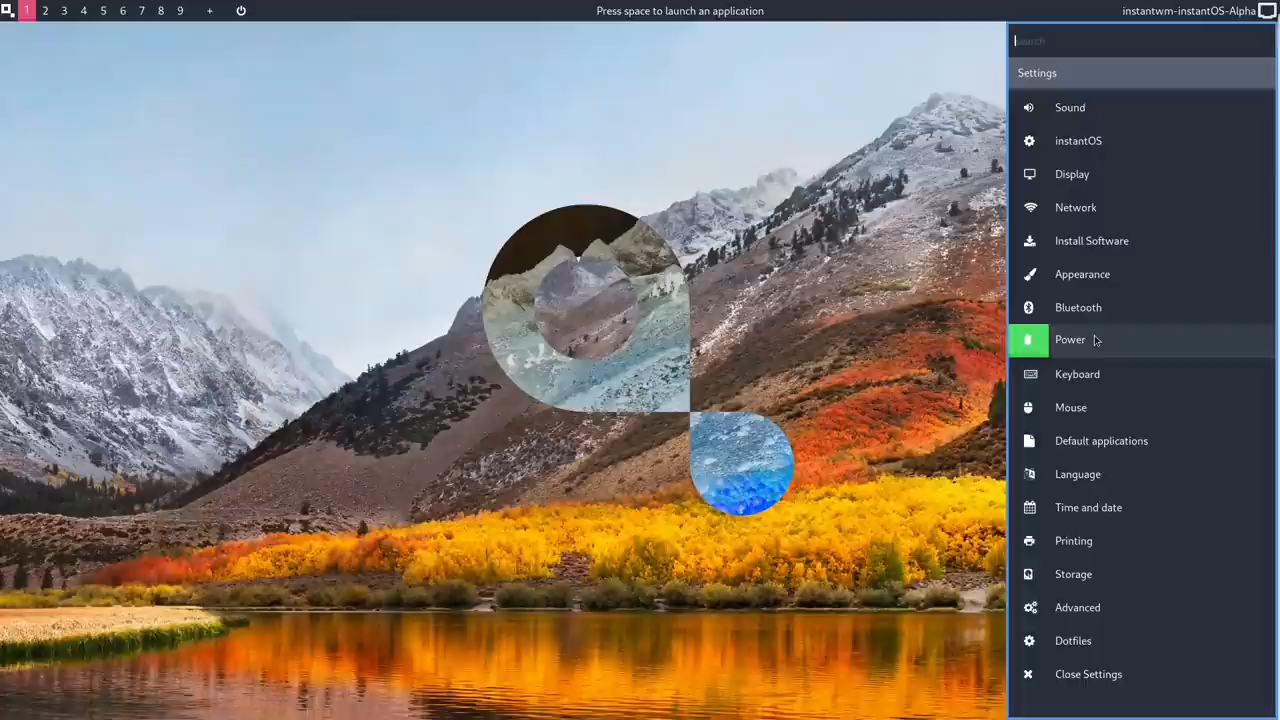 1 2 3 4 5 6 7 8 9 +
Press space to launch an application
instantwm-instantOS-Alpha
search
Settings
Sound
instantOS
Display
Network
Install Software
Appearance
Bluetooth
Power
Keyboard
Mouse
Default applications
Language
Time and date
Printing
Storage
Advanced
Dotfiles
Close Settings